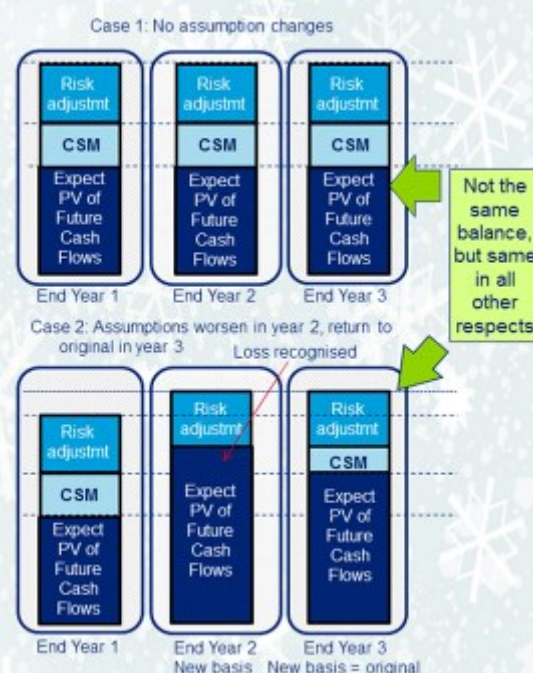 Case 1: No assumption changes
Risk
adjustmt
CSM
Expect
PV of
Future
Cash
Flows
End Year 1
Risk
adjustmt
CSM
Expect
PV of
Future
Cash
Flows
End Year 2
Risk
adjustmt
CSM
Expect
PV of
Future
Cash
Flows
End Year 3
Not the
same
balance,
but same
in all
other
respects
Case 2: Assumptions worsen in year 2, return to
original in year 3
Loss recognised
Risk
adjustmt
CSM
Expect
PV of
Future
Cash
Flows
End Year 1
Risk
adjustmt
Expect
PV of
Future
Cash
Flows
End Year 2
New basis
Risk
adjustmt
CSM
Expect
PV of
Future
Cash
Flows
End Year 3
New basis = original